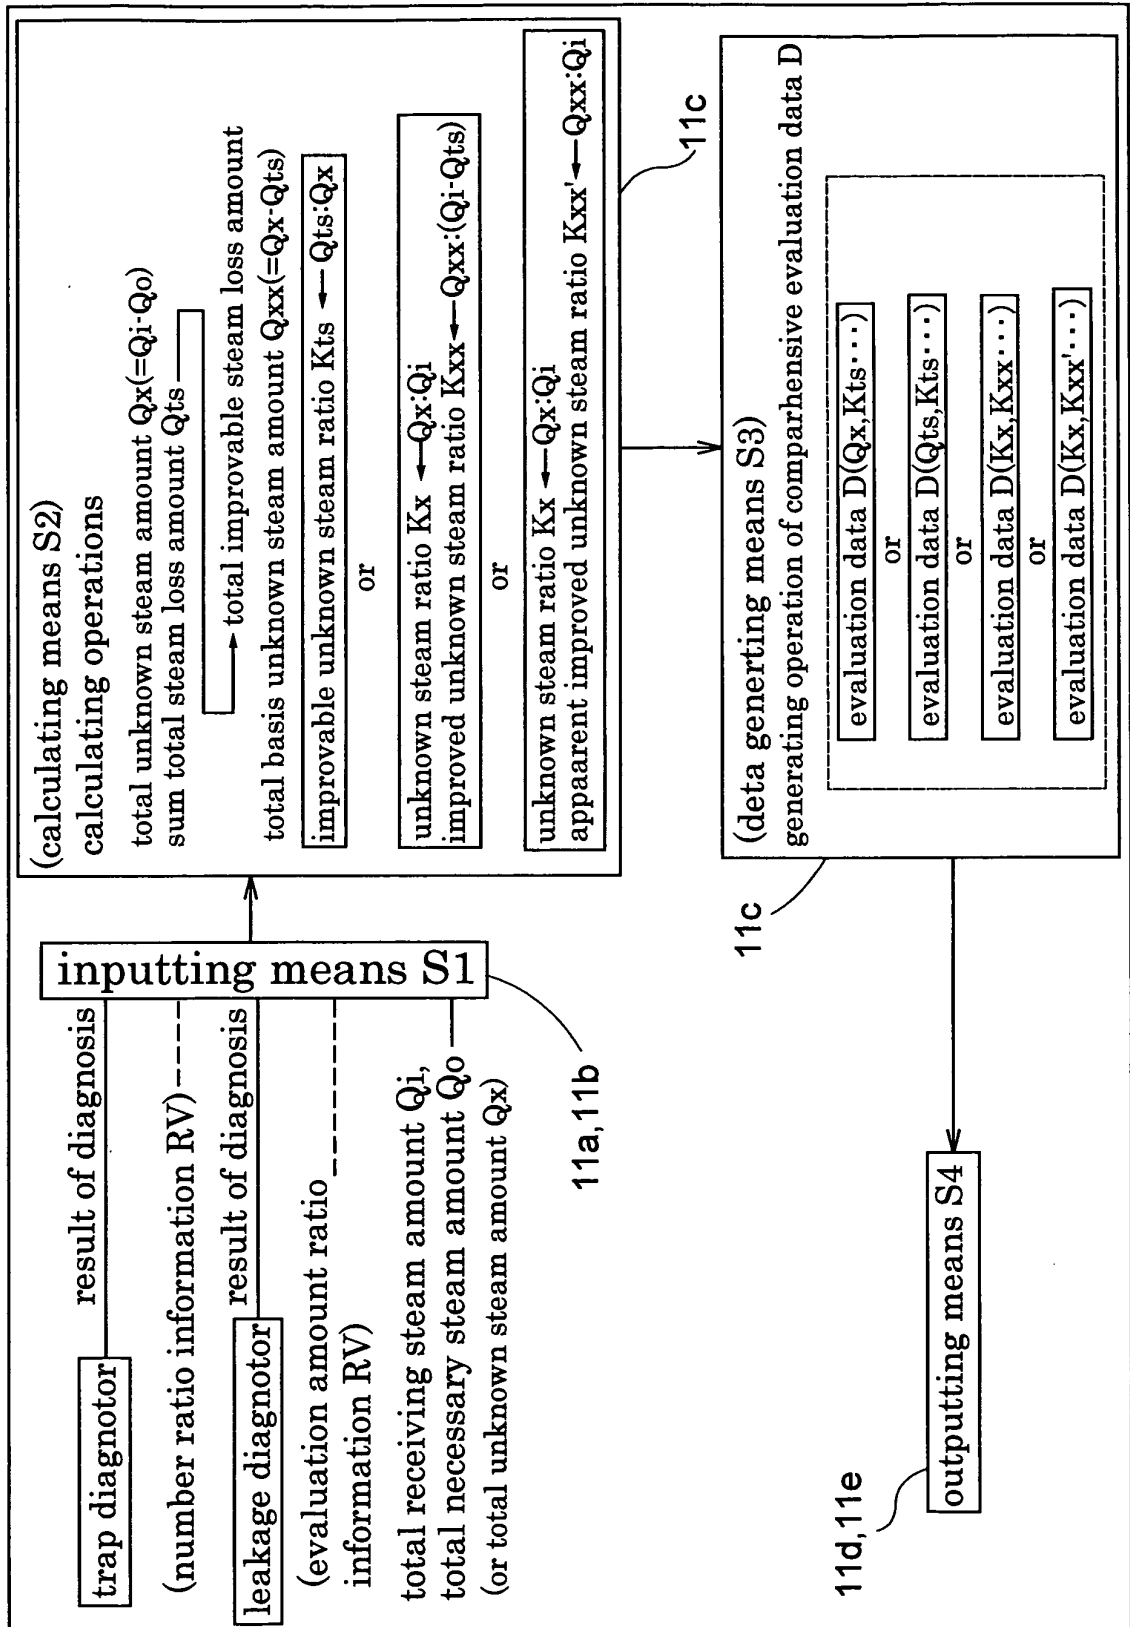 trap diagnotor
result of diagnosis
(number ratio information RV)
leakage diagnotor
result of diagnosis
(evaluation amount ratio
information RV)
total receiving steam amount Qi,
total necessary steam amount Qo
(or total unknown steam amount Qx)
inputting means S1
11a,11b
(calculating means S2)
calculating operations
total unknown steam amount Qx(=Qi-Qo)
sum total steam loss amount Qts
total improvable steam loss amount
total basis unknown steam amount Qxx(=Qx-Qts)
improvable unknown steam ratio Kts ← Qts:Qx
or
unknown steam ratio Kx ← Qx:Qi
improved unknown steam ratio Kxx ← Qxx:(Qi-Qts)
or
unknown steam ratio Kx ← Qx:Qi
appaarent improved unknown steam ratio Kxx' ← Qxx:Qi
11c
(deta generting means S3)
generating operation of comparhensive evaluation data D
evaluation data D(Qx,Kts···)
or
evaluation data D(Qts,Kts···)
or
evaluation data D(Kx,Kxx···)
or
evaluation data D(Kx,Kxx'···)
11c
outputting means S4
11d,11e